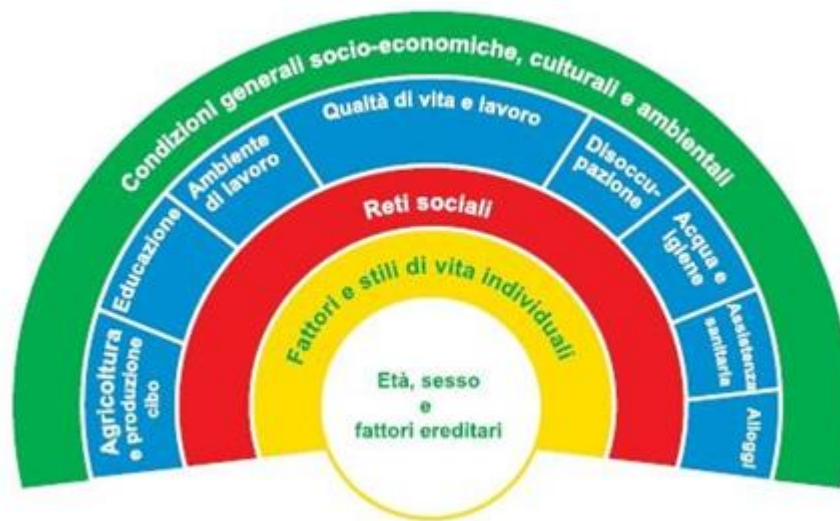 Condizioni generali socio-economiche, culturali e ambientali
Agricoltura
e produzione
cibo
Educazione
Ambiente
di lavoro
Qualtà di vita e lavoro
Disoccu-
pazione
Acqua e
igiene
Assistenza
sanitaria
Alloggi
Reti sociali
Fattori e stili di vita individuali
Età, sesso
e
fattori ereditari